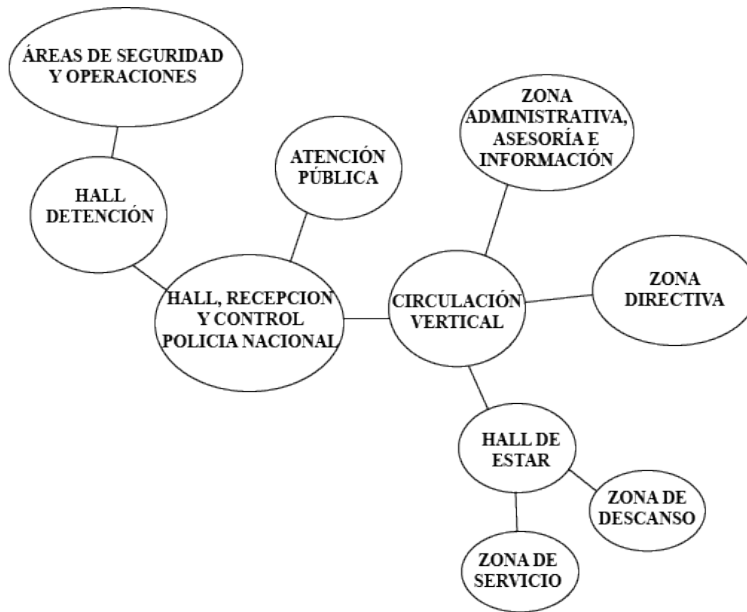 ÁREAS DE SEGURIDAD
Y OPERACIONES
ZONA
ADMINISTRATIVA,
ASESORÍA E
INFORMACIÓN
ATENCIÓN
PÚBLICA
HALL
DETENCIÓN
HALL, RECEPCION
Y CONTROL
POLICIA NACIONAL
CIRCULACIÓN
VERTICAL
ZONA
DIRECTIVA
HALL DE
ESTAR
ZONA DE
DESCANSO
ZONA DE
SERVICIO